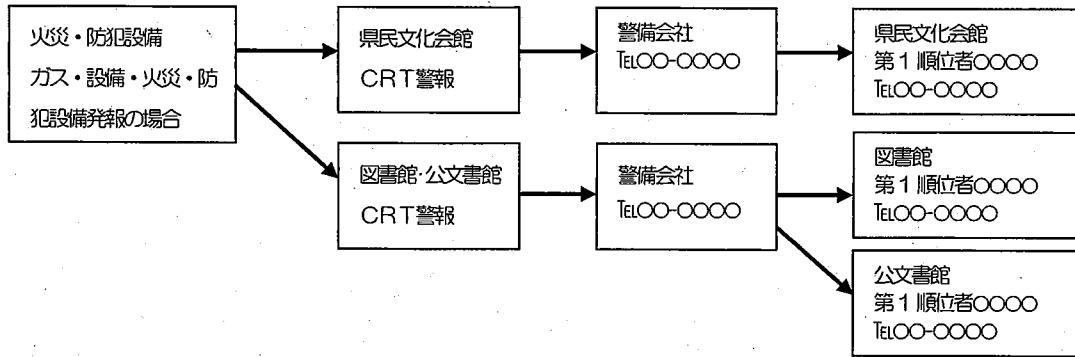 火災・防犯設備
ガス・設備・火災・防
犯設備発報の場合
県民文化会館
CRT警報
警備会社
TEL〇〇-〇〇〇〇
県民文化会館
第1順位者〇〇〇〇
TEL〇〇-〇〇〇〇
図書館・公文書館
CRT警報
警備会社
TEL〇〇-〇〇〇〇
図書館
第1順位者〇〇〇〇
TEL〇〇-〇〇〇〇
公文書館
第1順位者〇〇〇〇
TEL〇〇-〇〇〇〇